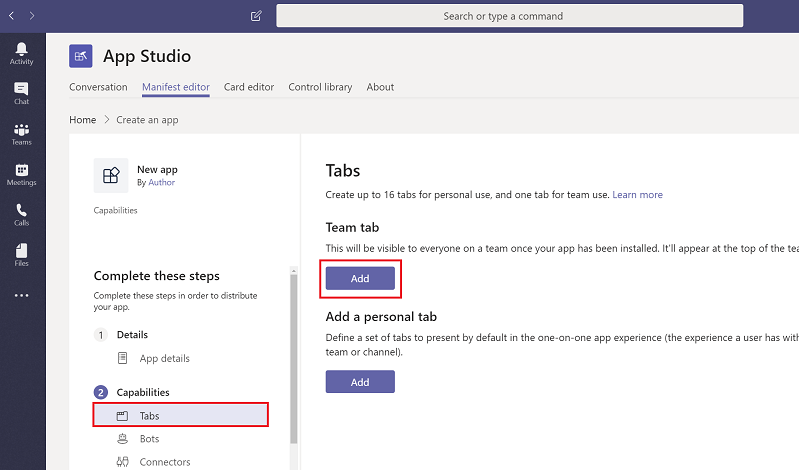 Search or type a command
Activity
Chat
Teams
Meetings
Calls
Files
App Studio
Conversation Manifest editor Card editor Control library About
Home > Create an app
New app
By Author
Capabilities
Complete these steps
Complete these steps in order to distribute
your app.
1 Details
App details
2 Capabilities
Tabs
Bots
Connectors
Tabs
Create up to 16 tabs for personal use, and one tab for team use. Learn more
Team tab
This will be visible to everyone on a team once your app has been installed. It'll appear at the top of the tea
Add
Add a personal tab
Define a set of tabs to present by default in the one-on-one app experience (the experience a user has with
team or channel).
Add